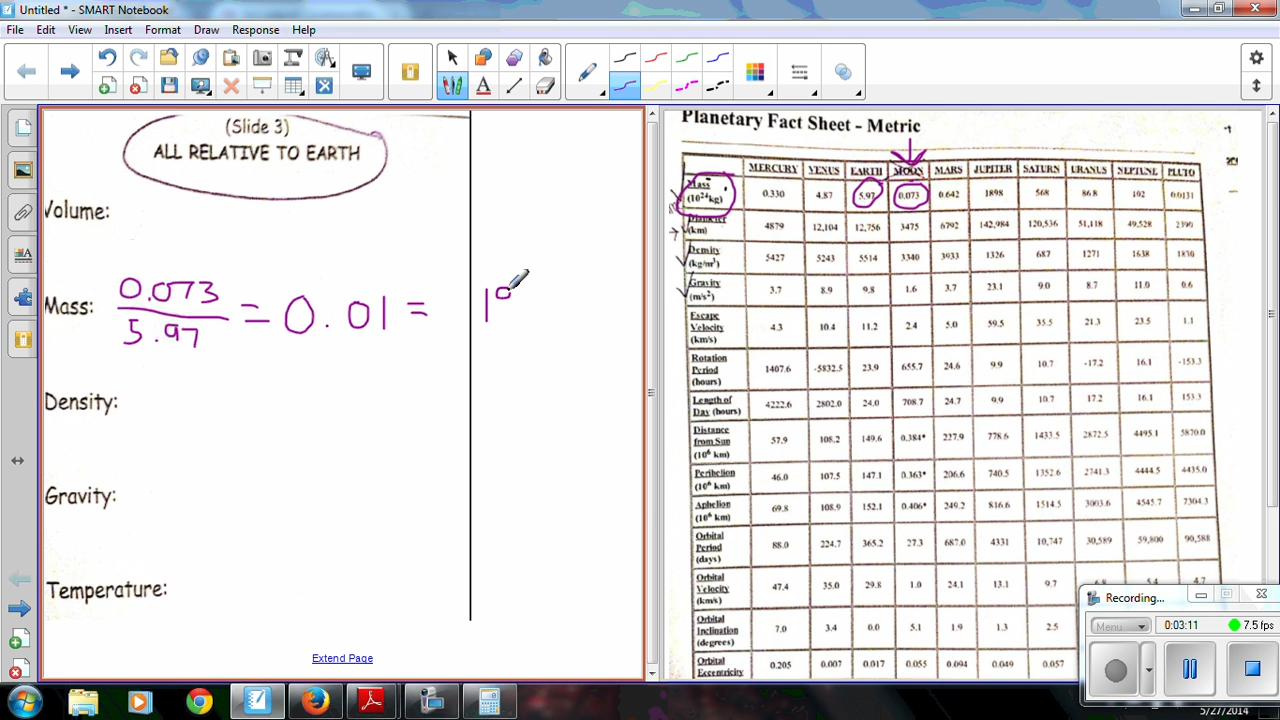 Untitled * - SMART Notebook
File Edit View Insert Format Draw Response Help
(Slide 3)
ALL RELATIVE TO EARTH
Volume:
Mass: 0.073
5.97
= 0.01 = 1
Density:
Gravity:
Temperature:
Extend Page
Planetary Fact Sheet - Metric
MERCURY VENUS EARTH MOON MARS JUPITER SATURN URANUS NEPTUNE PLUTO
Mass (10²⁴kg) 0.330 4.87 5.97 0.073 0.642 1898 568 86.8 102 0.0131
Diameter (km) 4879 12,104 12,756 3475 6792 142,984 120,536 51,118 49,528 2390
Density (kg/m³) 5427 5243 5514 3340 3933 1326 687 1271 1638 1830
Gravity (m/s²) 3.7 8.9 9.8 1.6 3.7 23.1 9.0 8.7 11.0 0.6
Escape Velocity (km/s) 4.3 10.4 11.2 2.4 5.0 59.5 35.5 21.3 23.5 1.1
Rotation Period (hours) 1407.6 -5832.5 23.9 655.7 24.6 9.9 10.7 -17.2 16.1 -153.3
Length of Day (hours) 4222.6 2802.0 24.0 708.7 24.7 9.9 10.7 17.2 16.1 153.3
Distance from Sun (10⁶ km) 57.9 108.2 149.6 0.384* 227.9 778.6 1433.5 2872.5 4495.1 5870.0
Perihelion (10⁶ km) 46.0 107.5 147.1 0.363* 206.6 740.5 1352.6 2741.3 4444.5 4435.0
Aphelion (10⁶ km) 69.8 108.9 152.1 0.406* 249.2 816.6 1514.5 3003.6 4545.7 7304.3
Orbital Period (days) 88.0 224.7 365.2 27.3 687.0 4331 10,747 30,589 59,800 90,588
Orbital Velocity (km/s) 47.4 35.0 29.8 1.0 24.1 13.1 9.7
Orbital Inclination (degrees) 7.0 3.4 0.0 5.1 1.9 1.3 2.5
Orbital Eccentricity 0.205 0.007 0.017 0.055 0.094 0.049 0.057
Recording...
Menu 0:03:11 7.5 fps
5/27/2014